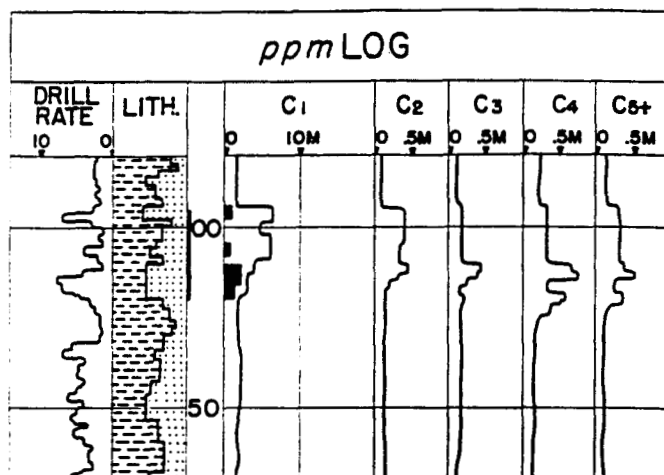 ppm LOG
DRILL RATE LITH. C1 C2 C3 C4 C5+
10 0 0 10M 0 .5M 0 .5M 0 .5M 0 .5M
00
50